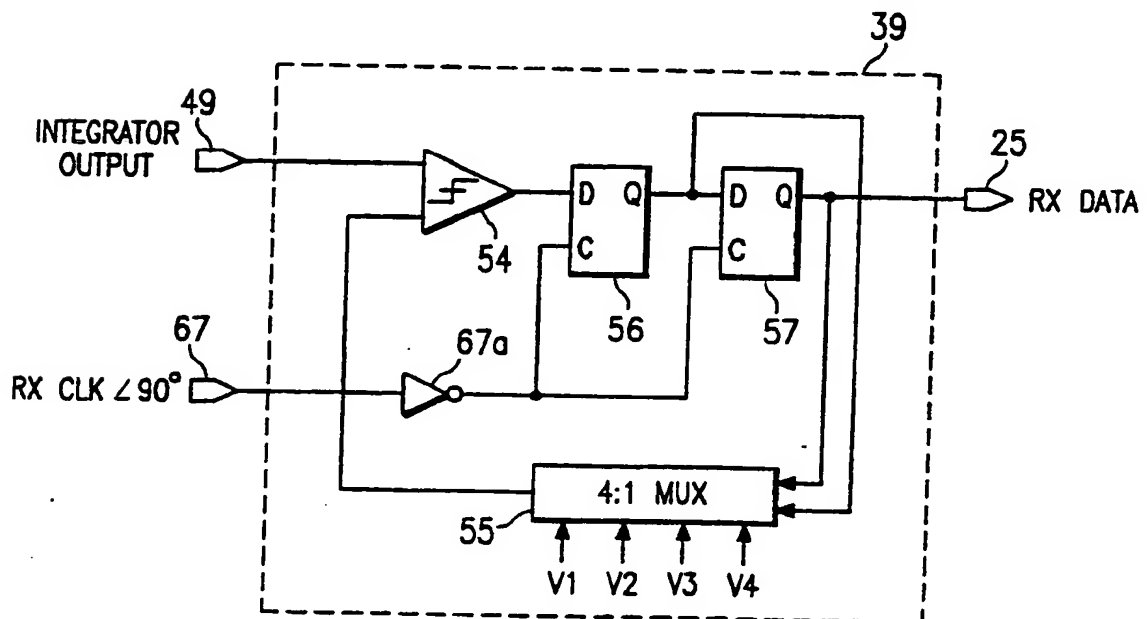 39
49
INTEGRATOR
OUTPUT
25
RX DATA
D Q
C
D Q
C
54
56
57
67
RX CLK ∠90°
67a
4:1 MUX
55
V1 V2 V3 V4